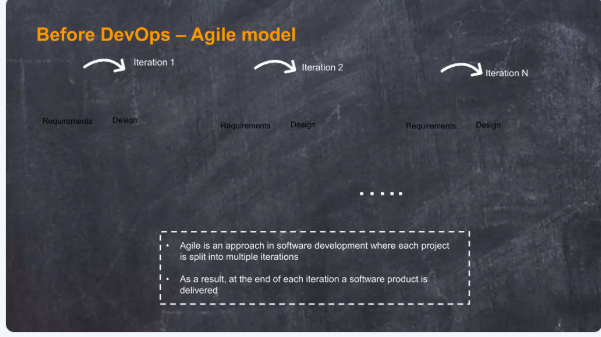 Before DevOps – Agile model
Iteration 1
Iteration 2
Iteration N
Requirements Design
Requirements Design
Requirements Design
.....
• Agile is an approach in software development where each project
is split into multiple iterations
• As a result, at the end of each iteration a software product is
delivered